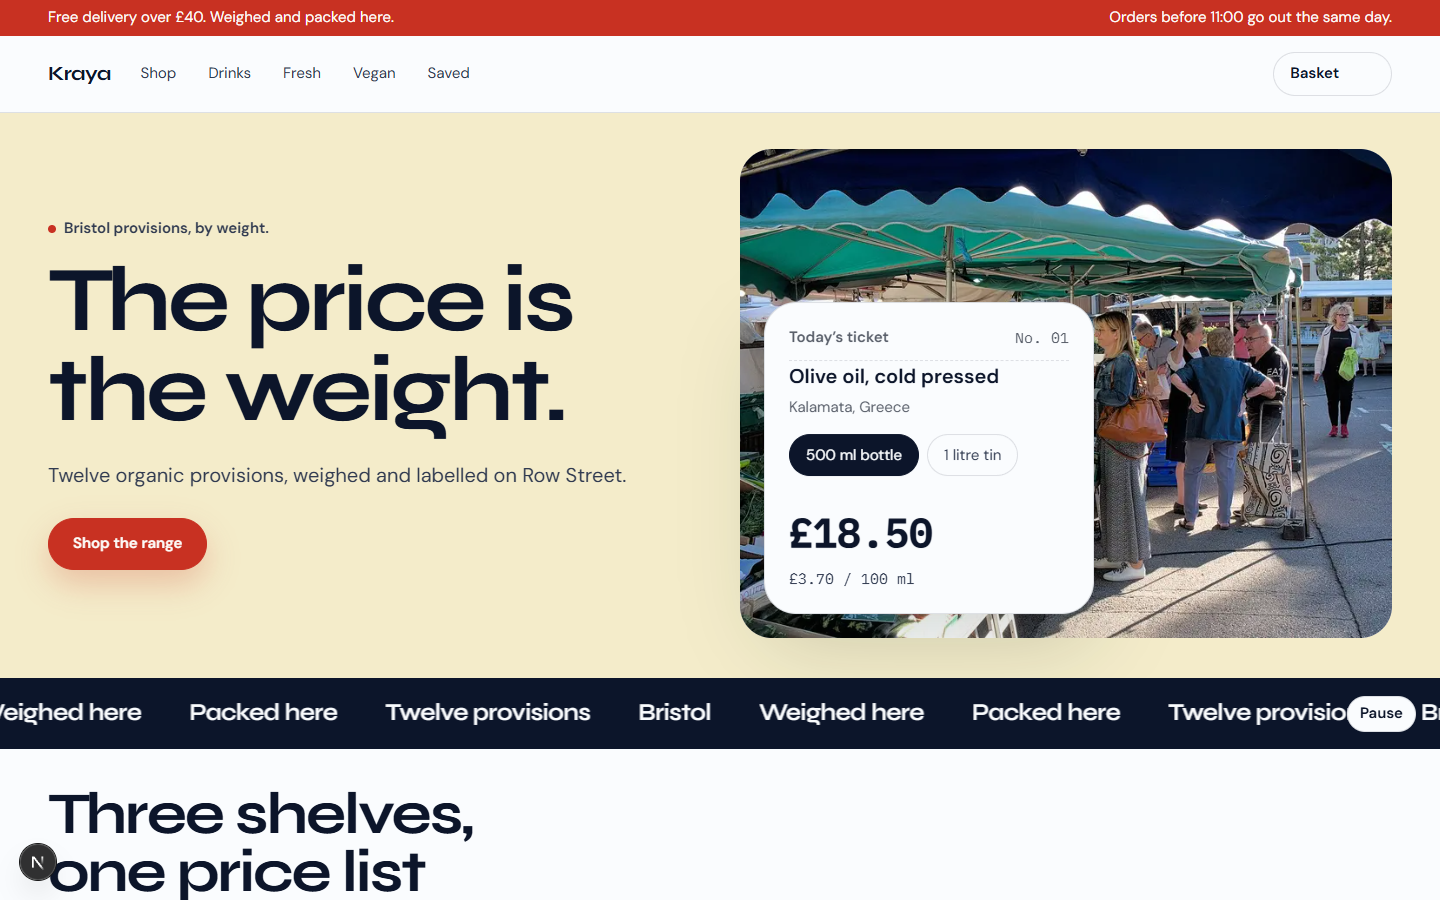 Free delivery over £40. Weighed and packed here.
Orders before 11:00 go out the same day.
Kraya
Shop
Drinks
Fresh
Vegan
Saved
Basket
Bristol provisions, by weight.
The price is
the weight.
Twelve organic provisions, weighed and labelled on Row Street.
Shop the range
Today’s ticket
No. 01
Olive oil, cold pressed
Kalamata, Greece
500 ml bottle
1 litre tin
£18.50
£3.70 / 100 ml
Weighed here Packed here Twelve provisions Bristol Weighed here Packed here Twelve provisio
Pause
Three shelves,
one price list
N